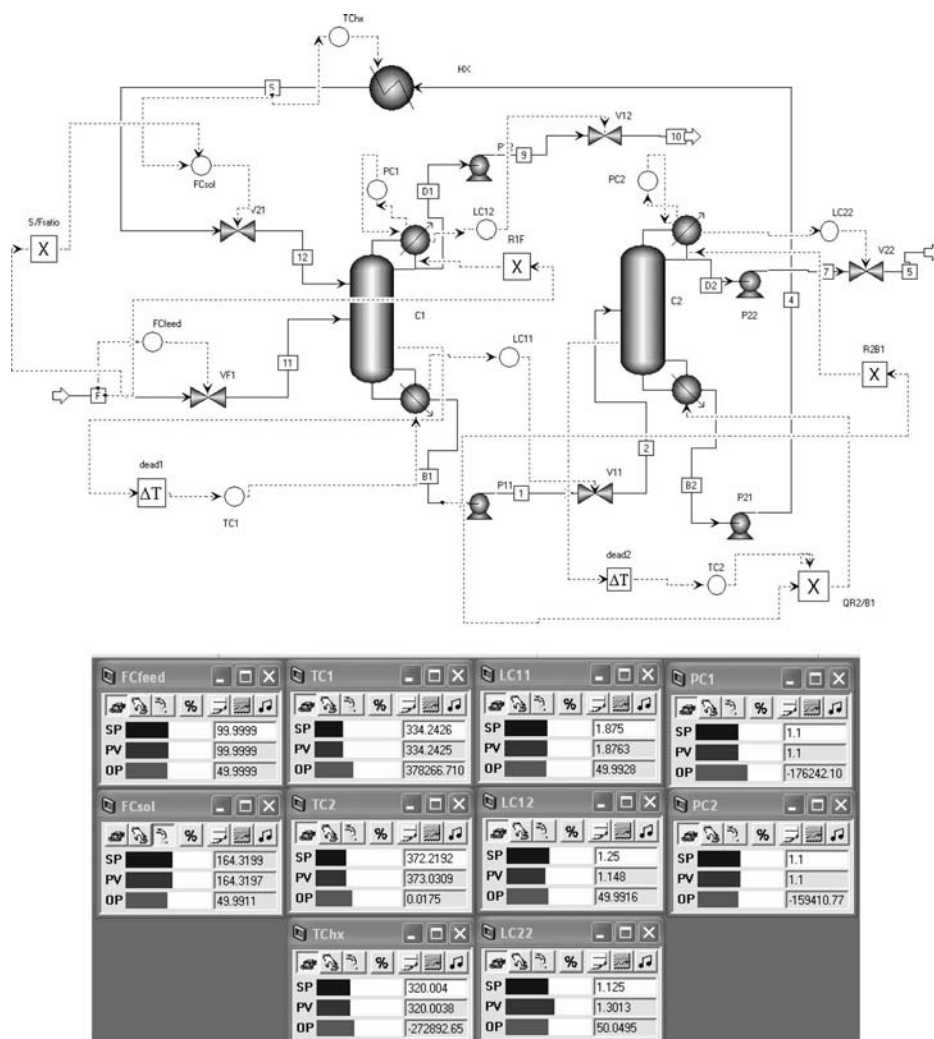 TChx
HX
S
V12
10
P12
9
FCsol
PC1
D1
PC2
LC12
LC22
S/Fratio
V21
X
12
R1F
X
V22
7
5
D2
4
C1
C2
P22
FCfeed
LC11
R2B1
X
11
F
VF1
2
dead1
ΔT
B1
TC1
P11
1
V11
B2
P21
dead2
ΔT
TC2
X
QR2/B1
FCfeed
SP 99.9999
PV 99.9999
OP 49.9999
TC1
SP 334.2426
PV 334.2425
OP 378266.710
LC11
SP 1.875
PV 1.8763
OP 49.9928
PC1
SP 1.1
PV 1.1
OP -176242.10
FCsol
SP 164.3199
PV 164.3197
OP 49.9911
TC2
SP 372.2192
PV 373.0309
OP 0.0175
LC12
SP 1.25
PV 1.148
OP 49.9916
PC2
SP 1.1
PV 1.1
OP -159410.77
TChx
SP 320.004
PV 320.0038
OP -272892.65
LC22
SP 1.125
PV 1.3013
OP 50.0495